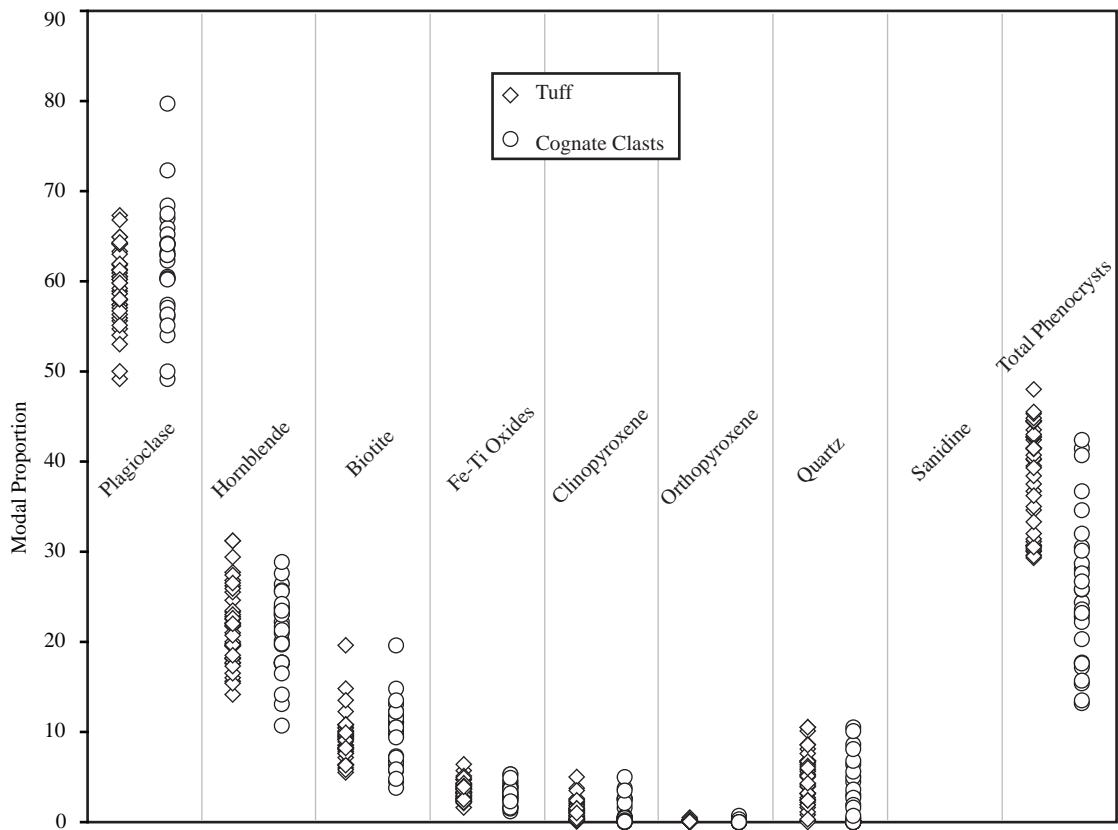 90
80
70
60
50
40
30
20
10
0
Modal Proportion
Tuff
Cognate Clasts
Plagioclase
Hornblende
Biotite
Fe-Ti Oxides
Clinopyroxene
Orthopyroxene
Quartz
Sanidine
Total Phenocrysts